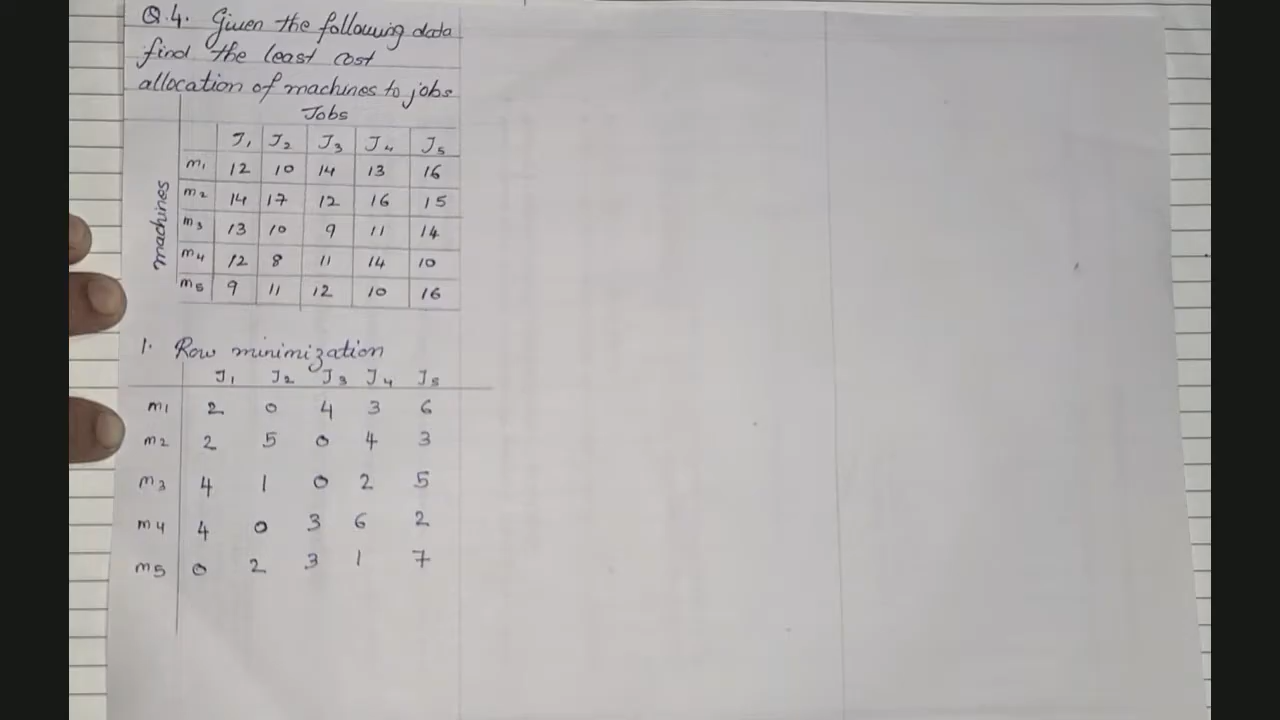 Q.4. Given the following data
find the least cost
allocation of machines to jobs
Jobs
J1 J2 J3 J4 J5
machines
m1 12 10 14 13 16
m2 14 17 12 16 15
m3 13 10 9 11 14
m4 12 8 11 14 10
m5 9 11 12 10 16
1. Row minimization
J1 J2 J3 J4 J5
m1 2 0 4 3 6
m2 2 5 0 4 3
m3 4 1 0 2 5
m4 4 0 3 6 2
m5 0 2 3 1 7